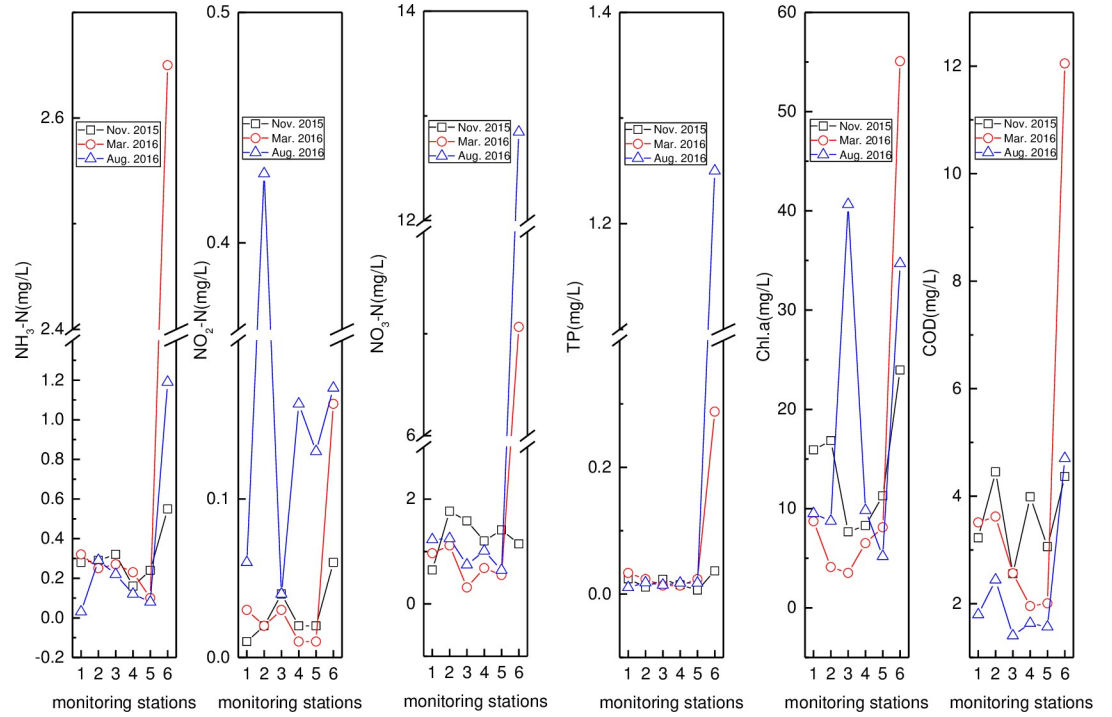 NH3-N(mg/L)
2.6
2.4
1.2
1.0
0.8
0.6
0.4
0.2
0.0
-0.2
Nov. 2015
Mar. 2016
Aug. 2016
1 2 3 4 5 6
monitoring stations
NO2-N(mg/L)
0.5
0.4
0.1
0.0
Nov. 2015
Mar. 2016
Aug. 2016
1 2 3 4 5 6
monitoring stations
NO3-N(mg/L)
14
12
6
2
0
Nov. 2015
Mar. 2016
Aug. 2016
1 2 3 4 5 6
monitoring stations
TP(mg/L)
1.4
1.2
0.2
0.0
Nov. 2015
Mar. 2016
Aug. 2016
1 2 3 4 5 6
monitoring stations
Chl.a(mg/L)
60
50
40
30
20
10
0
Nov. 2015
Mar. 2016
Aug. 2016
1 2 3 4 5 6
monitoring stations
COD(mg/L)
12
10
8
6
4
2
Nov. 2015
Mar. 2016
Aug. 2016
1 2 3 4 5 6
monitoring stations